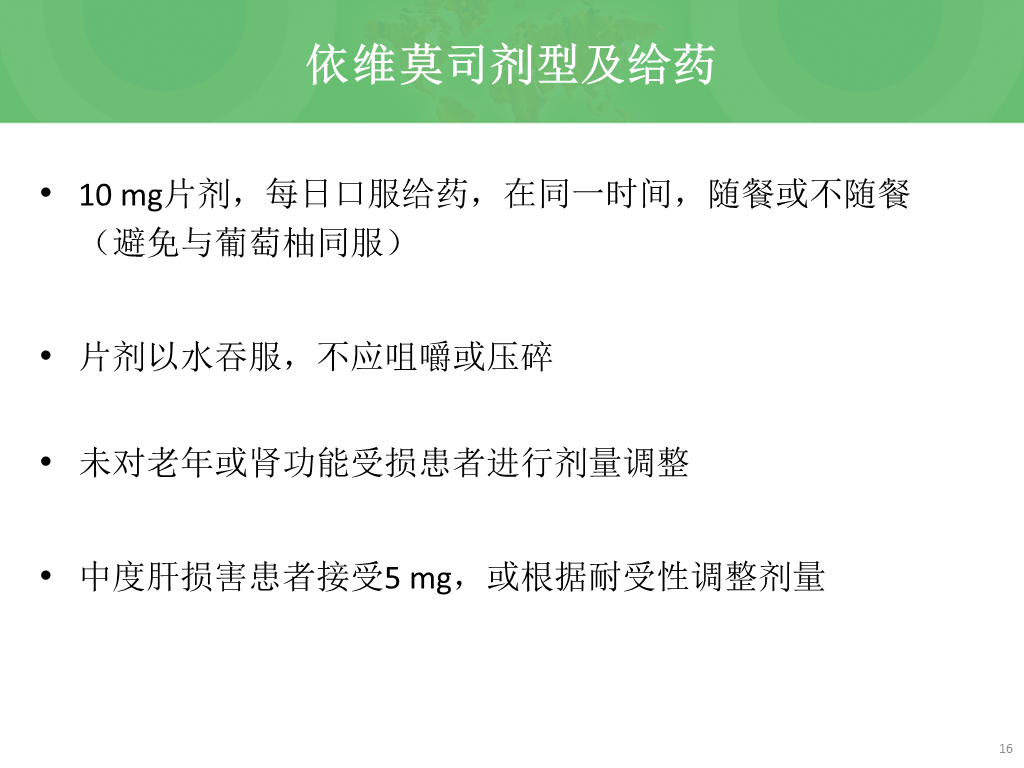 依维莫司剂型及给药
• 10 mg片剂，每日口服给药，在同一时间，随餐或不随餐
（避免与葡萄柚同服）
• 片剂以水吞服，不应咀嚼或压碎
• 未对老年或肾功能受损患者进行剂量调整
• 中度肝损害患者接受5 mg，或根据耐受性调整剂量
16